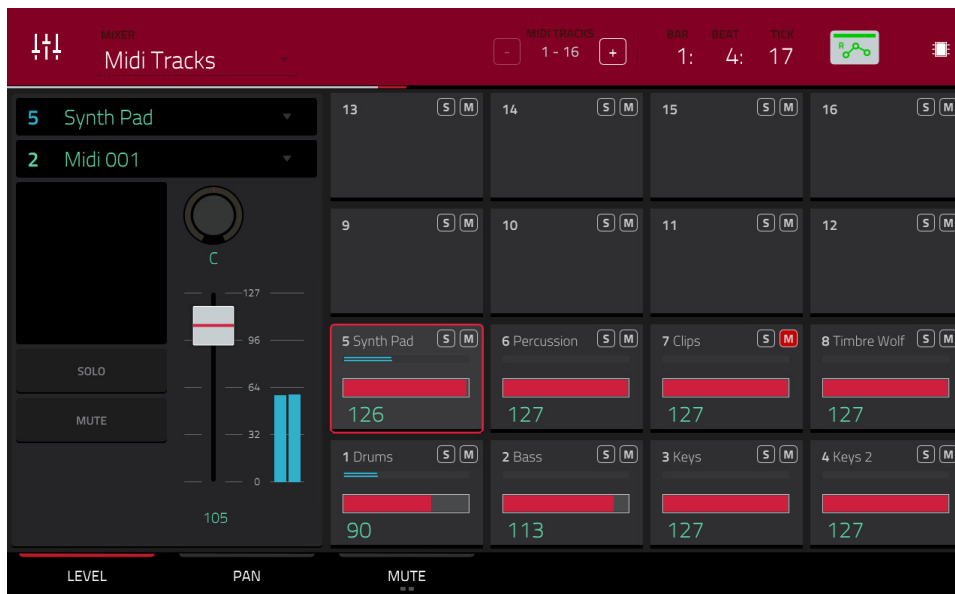 MIXER
Midi Tracks
MIDI TRACKS
- 1 - 16 +
BAR BEAT TICK
1: 4: 17
R
5 Synth Pad
2 Midi 001
C
127
96
64
32
0
105
SOLO
MUTE
13 S M
14 S M
15 S M
16 S M
9 S M
10 S M
11 S M
12 S M
5 Synth Pad S M
126
6 Percussion S M
127
7 Clips S M
127
8 Timbre Wolf S M
127
1 Drums S M
90
2 Bass S M
113
3 Keys S M
127
4 Keys 2 S M
127
LEVEL
PAN
MUTE